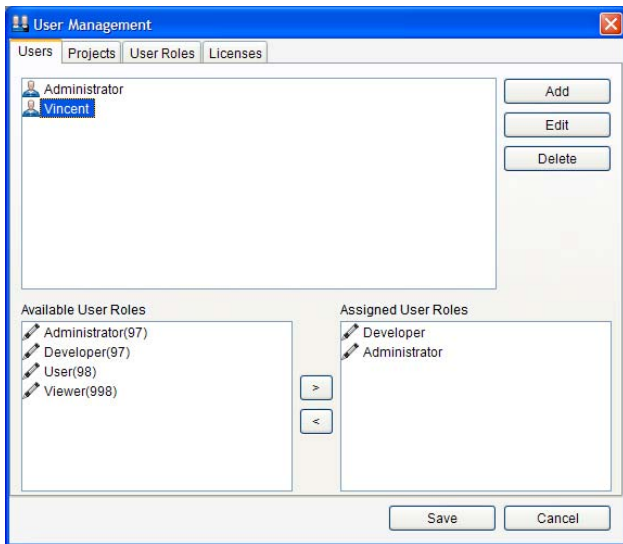 User Management
Users Projects User Roles Licenses
Administrator
Vincent
Add
Edit
Delete
Available User Roles
Administrator(97)
Developer(97)
User(98)
Viewer(998)
>
<
Assigned User Roles
Developer
Administrator
Save Cancel